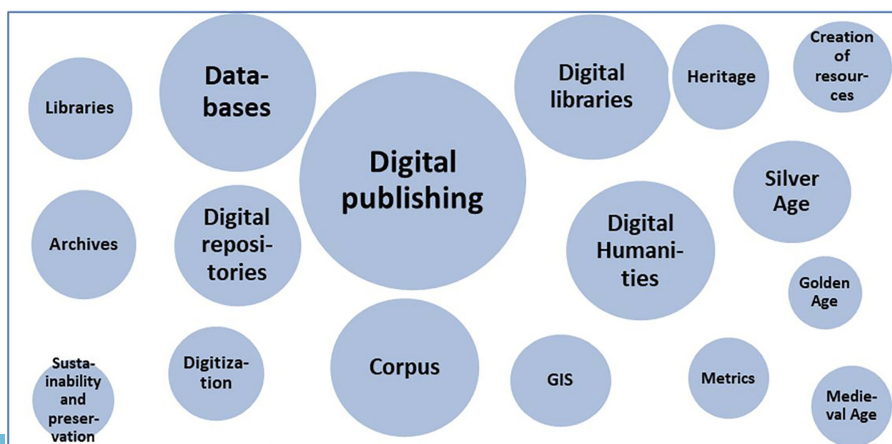 Libraries
Data-
bases
Digital
publishing
Digital
libraries
Heritage
Creation
of
resour-
ces
Archives
Digital
reposi-
tories
Digital
Humani-
ties
Silver
Age
Golden
Age
Susta-
inability
and
preser-
vation
Digitiza-
tion
Corpus
GIS
Metrics
Medie-
val Age